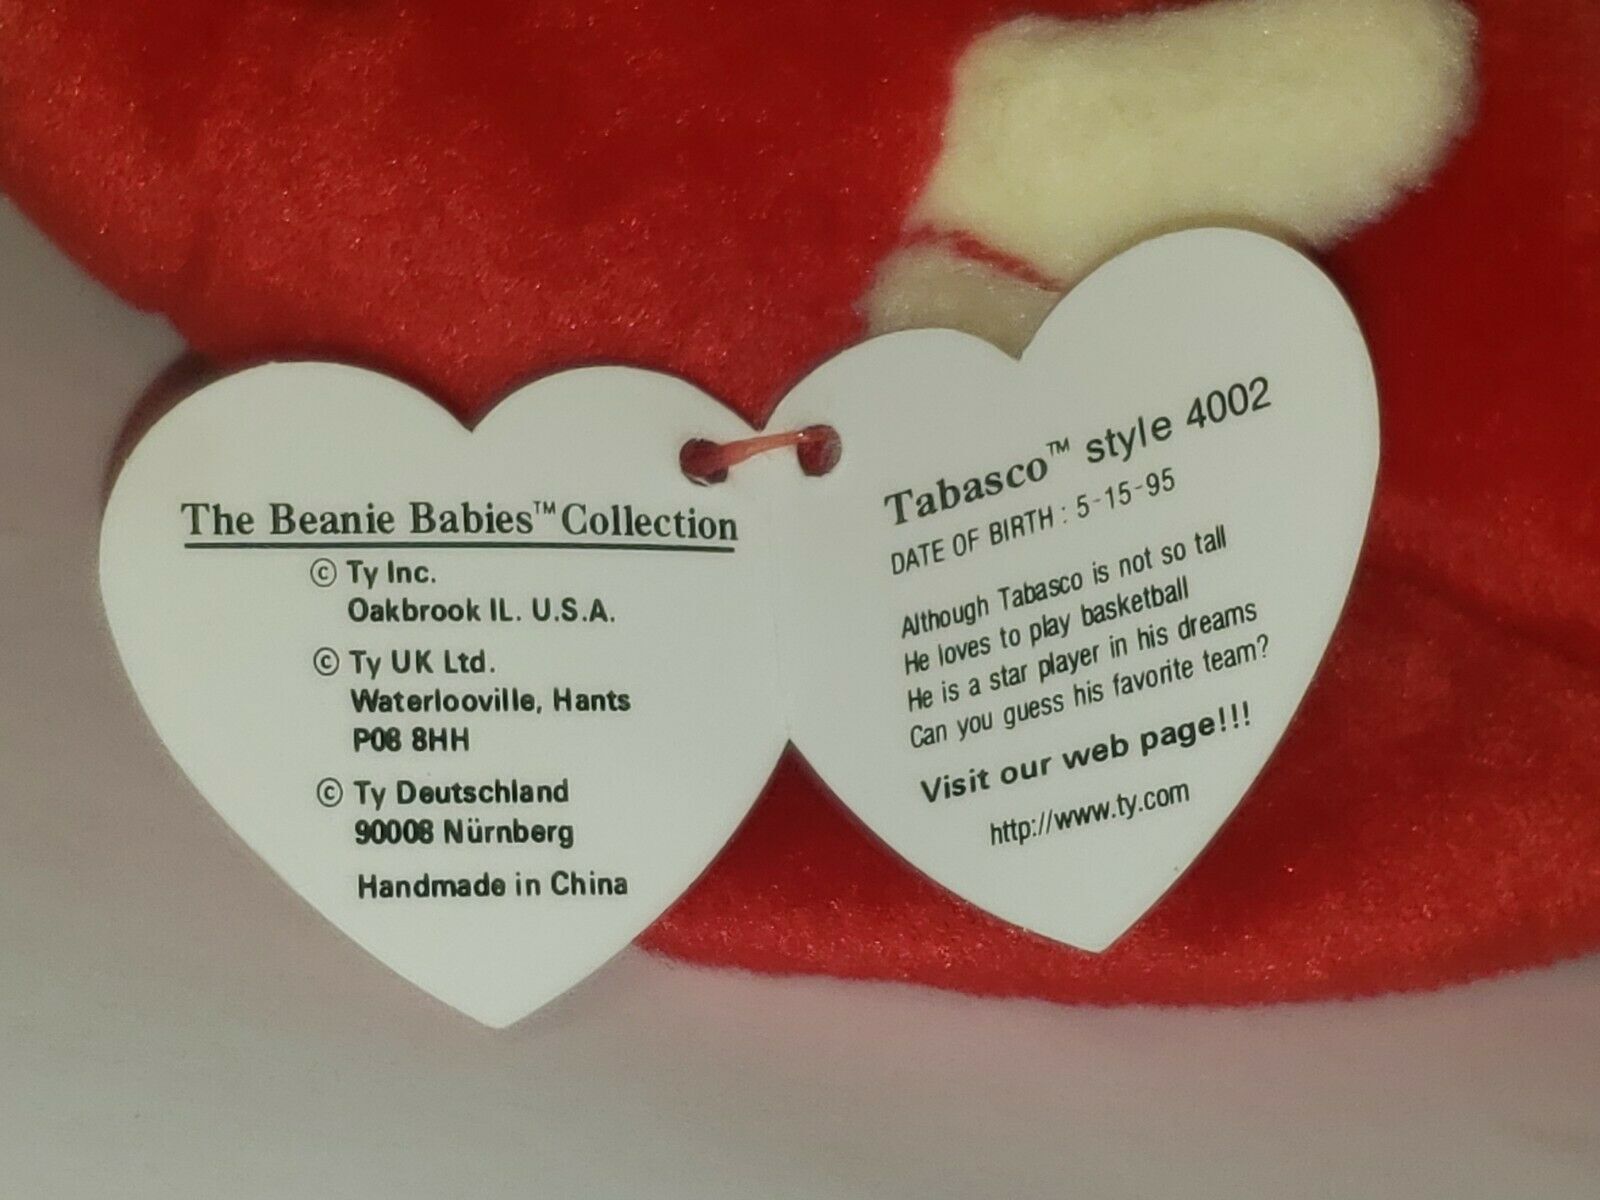 The Beanie Babies™ Collection
© Ty Inc.
Oakbrook IL. U.S.A.
© Ty UK Ltd.
Waterlooville, Hants
P08 8HH
© Ty Deutschland
90008 Nürnberg
Handmade in China
Tabasco™ style 4002
DATE OF BIRTH : 5-15-95
Although Tabasco is not so tall
He loves to play basketball
He is a star player in his dreams
Can you guess his favorite team?
Visit our web page!!!
http://www.ty.com